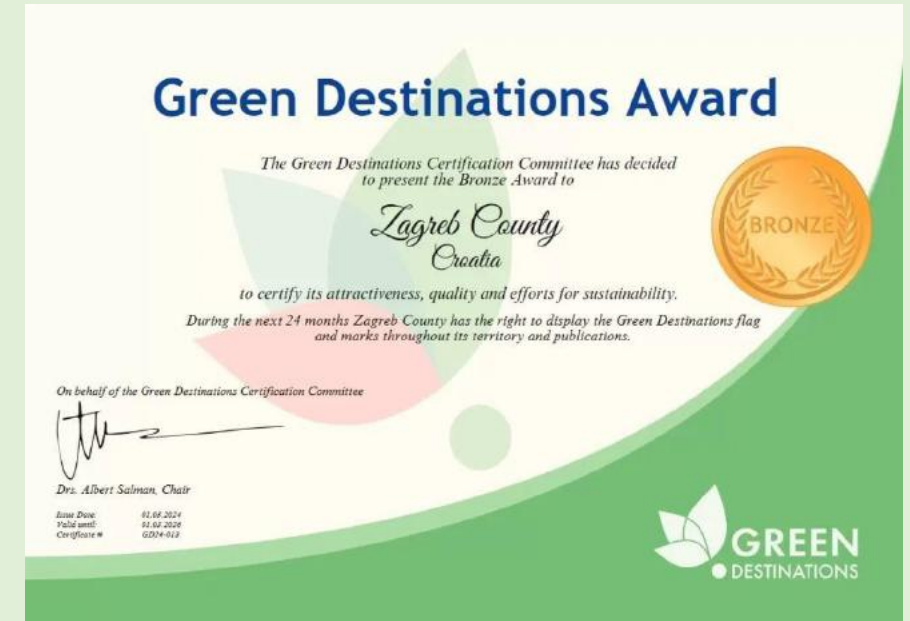 Green Destinations Award
The Green Destinations Certification Committee has decided
to present the Bronze Award to
Zagreb County
Croatia
BRONZE
to certify its attractiveness, quality and efforts for sustainability.
During the next 24 months Zagreb County has the right to display the Green Destinations flag
and marks throughout its territory and publications.
On behalf of the Green Destinations Certification Committee
Drs. Albert Salman, Chair
Issue Date:
Valid until:
Certificate # GD24-013
GREEN
DESTINATIONS